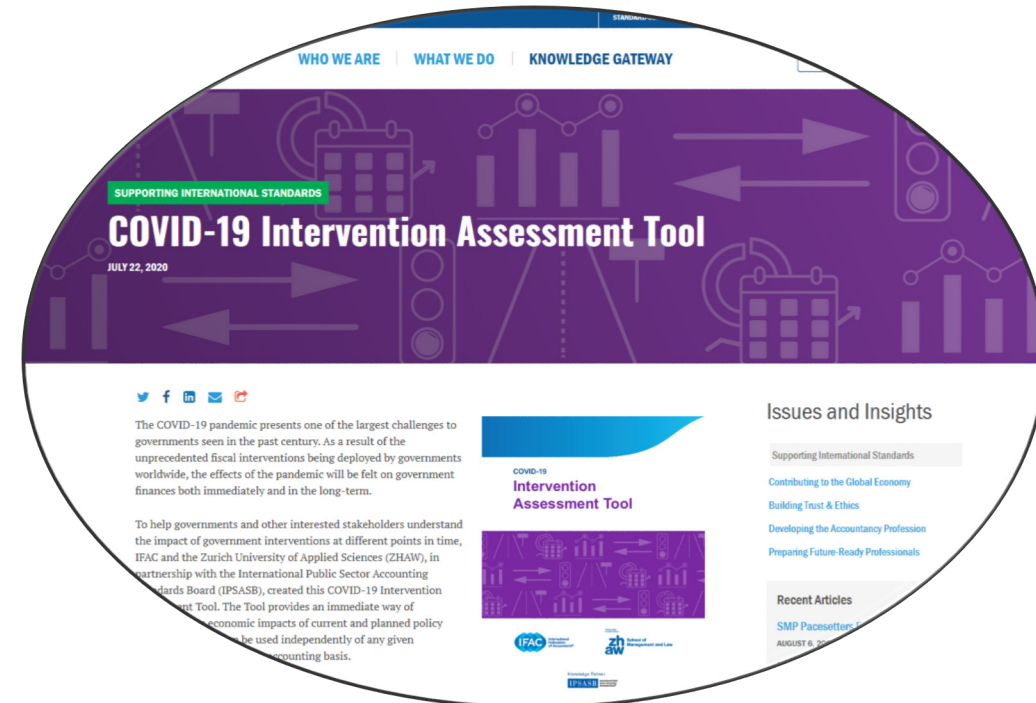 WHO WE ARE
WHAT WE DO
KNOWLEDGE GATEWAY
SUPPORTING INTERNATIONAL STANDARDS
COVID-19 Intervention Assessment Tool
JULY 22, 2020
The COVID-19 pandemic presents one of the largest challenges to
governments seen in the past century. As a result of the
unprecedented fiscal interventions being deployed by governments
worldwide, the effects of the pandemic will be felt on government
finances both immediately and in the long-term.
To help governments and other interested stakeholders understand
the impact of government interventions at different points in time,
IFAC and the Zurich University of Applied Sciences (ZHAW), in
partnership with the International Public Sector Accounting
Board (IPSASB), created this COVID-19 Intervention
Tool. The Tool provides an immediate way of
economic impacts of current and planned policy
be used independently of any given
basis.
COVID-19
Intervention
Assessment Tool
IFAC
International
Federation
of Accountants
zh
aw
School of
Management and Law
Knowledge Partner:
IPSASB
Issues and Insights
Supporting International Standards
Contributing to the Global Economy
Building Trust & Ethics
Developing the Accountancy Profession
Preparing Future-Ready Professionals
Recent Articles
SMP Pacesetters
AUGUST 6,